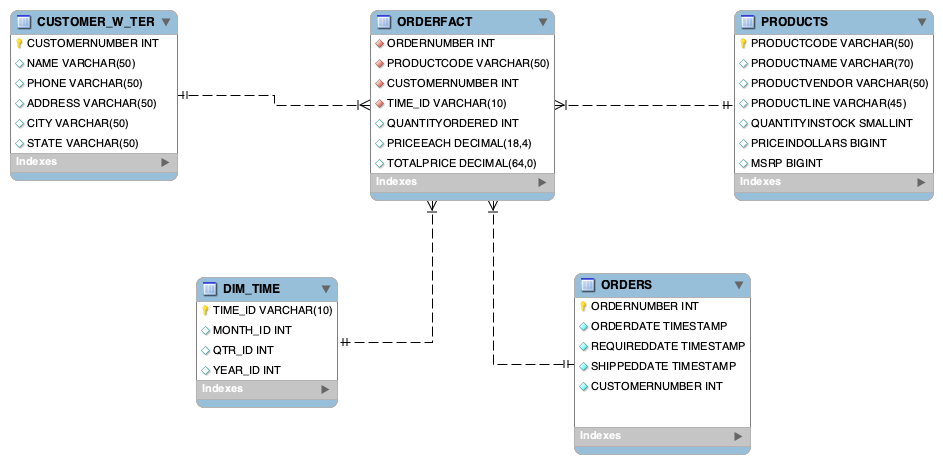 CUSTOMER_W_TER
CUSTOMERNUMBER INT
NAME VARCHAR(50)
PHONE VARCHAR(50)
ADDRESS VARCHAR(50)
CITY VARCHAR(50)
STATE VARCHAR(50)
Indexes
ORDERFACT
ORDERNUMBER INT
PRODUCTCODE VARCHAR(50)
CUSTOMERNUMBER INT
TIME_ID VARCHAR(10)
QUANTITYORDERED INT
PRICEEACH DECIMAL(18,4)
TOTALPRICE DECIMAL(64,0)
Indexes
PRODUCTS
PRODUCTCODE VARCHAR(50)
PRODUCTNAME VARCHAR(70)
PRODUCTVENDOR VARCHAR(50)
PRODUCTLINE VARCHAR(45)
QUANTITYINSTOCK SMALLINT
PRICEINDOLLARS BIGINT
MSRP BIGINT
Indexes
DIM_TIME
TIME_ID VARCHAR(10)
MONTH_ID INT
QTR_ID INT
YEAR_ID INT
Indexes
ORDERS
ORDERNUMBER INT
ORDERDATE TIMESTAMP
REQUIREDDATE TIMESTAMP
SHIPPEDDATE TIMESTAMP
CUSTOMERNUMBER INT
Indexes